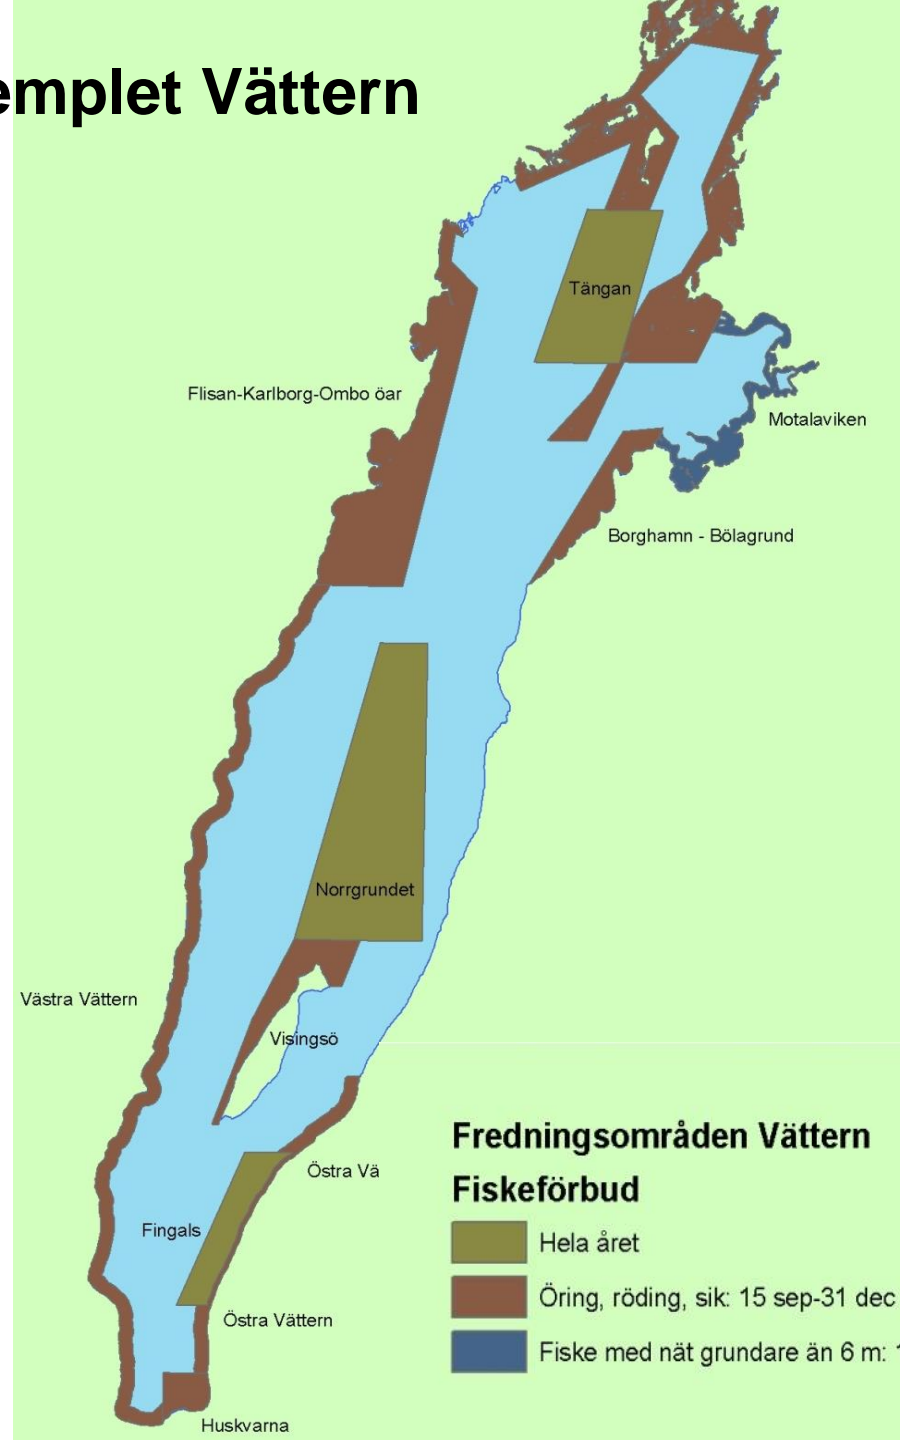 emplet Vättern
Tängan
Flisan-Karlborg-Ombo öar
Motalaviken
Borghamn - Bölagrund
Norrgrundet
Västra Vättern
Visingsö
Östra Vä
Fingals
Östra Vättern
Huskvarna
Fredningsområden Vättern
Fiskeförbud
Hela året
Öring, röding, sik: 15 sep-31 dec
Fiske med nät grundare än 6 m: 1